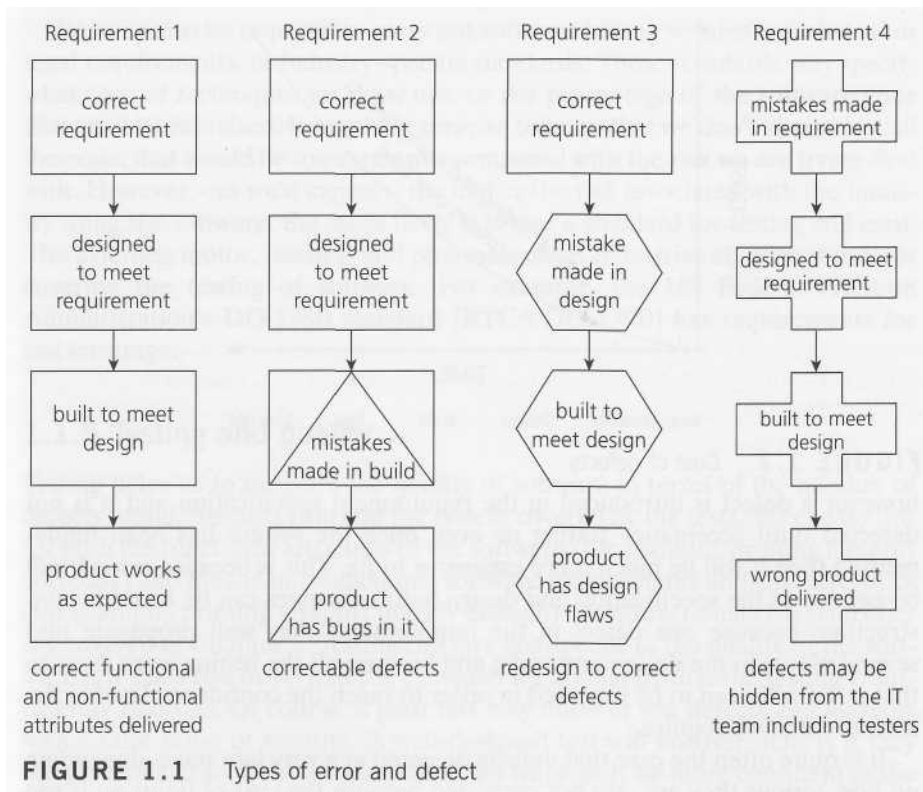 Requirement 1
Requirement 2
Requirement 3
Requirement 4
correct
requirement
correct
requirement
correct
requirement
mistakes made
in requirement
designed
to meet
requirement
designed
to meet
requirement
mistake
made in
design
designed to meet
requirement
built to meet
design
mistakes
made in build
built to
meet design
built to meet
design
product works
as expected
product
has bugs in it
product
has design
flaws
wrong product
delivered
correct functional
and non-functional
attributes delivered
correctable defects
redesign to correct
defects
defects may be
hidden from the IT
team including testers
FIGURE 1.1 Types of error and defect